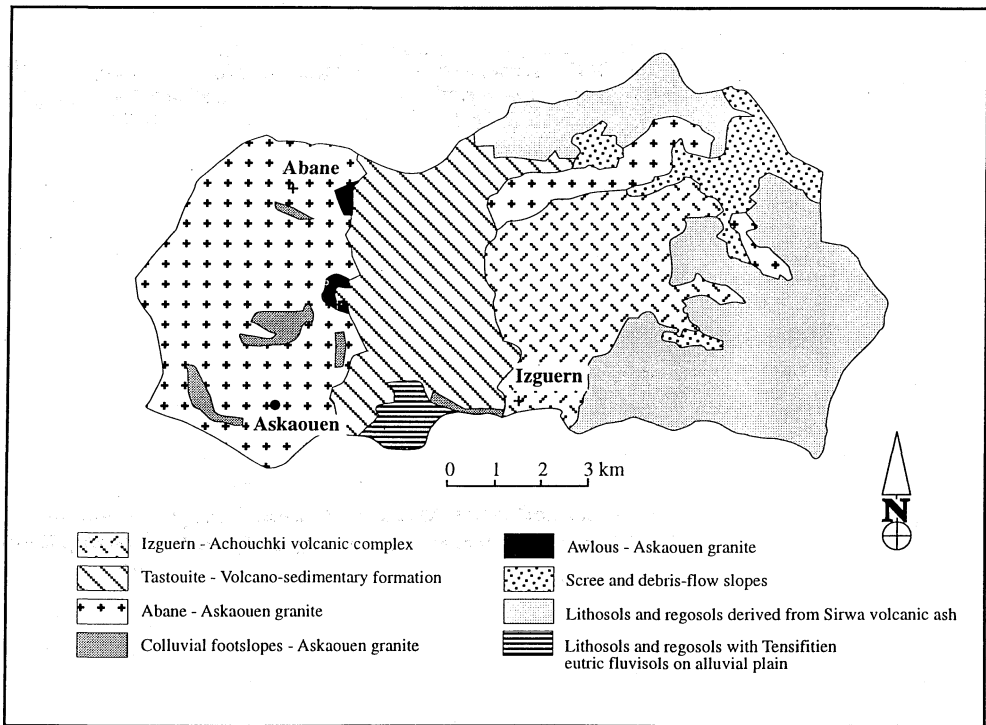 Abane
Izguern
Askaouen
0 1 2 3 km
N
Izguern - Achouchki volcanic complex
Tastouite - Volcano-sedimentary formation
Abane - Askaouen granite
Colluvial footslopes - Askaouen granite
Awlous - Askaouen granite
Scree and debris-flow slopes
Lithosols and regosols derived from Sirwa volcanic ash
Lithosols and regosols with Tensifitien
eutric fluvisols on alluvial plain